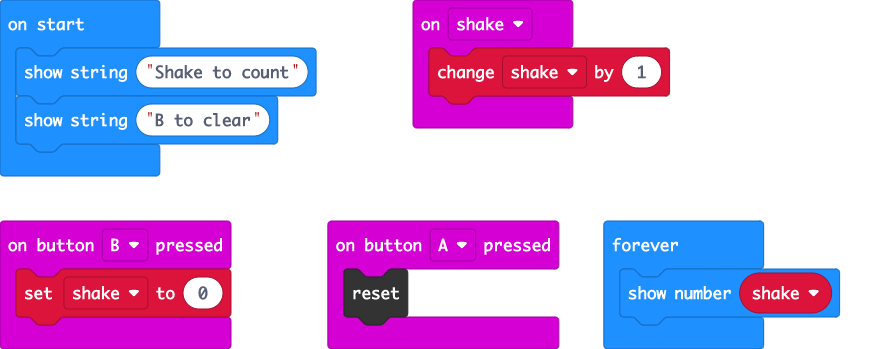 on start
show string "Shake to count"
show string "B to clear"
on shake
change shake by 1
on button B pressed
set shake to 0
on button A pressed
reset
forever
show number shake